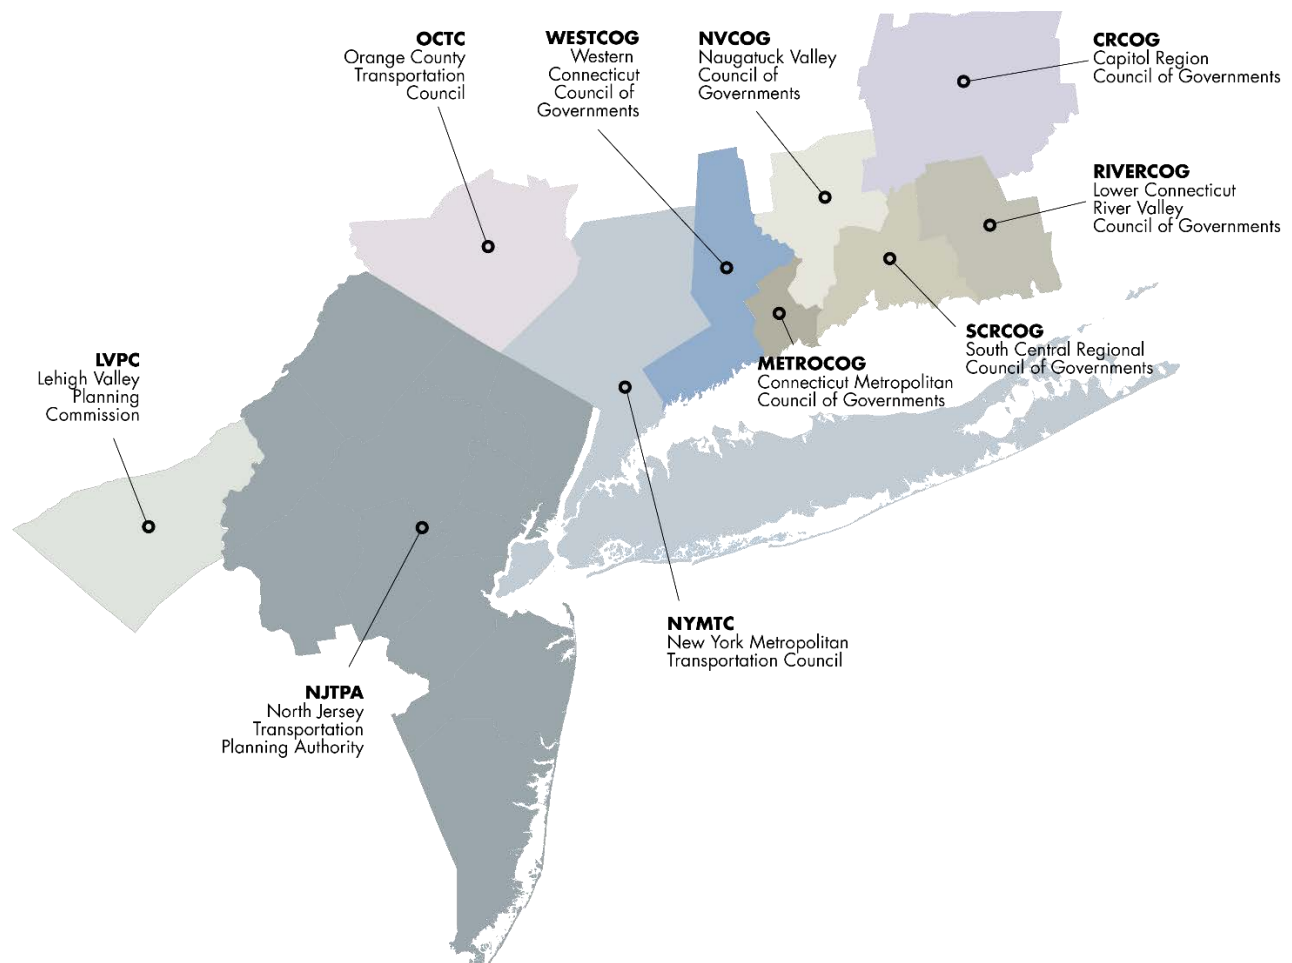 OCTC
Orange County
Transportation
Council
WESTCOG
Western
Connecticut
Council of
Governments
NVCOG
Naugatuck Valley
Council of
Governments
CRCOG
Capitol Region
Council of Governments
RIVERCOG
Lower Connecticut
River Valley
Council of Governments
SCRCOG
South Central Regional
Council of Governments
METROCOG
Connecticut Metropolitan
Council of Governments
LVPC
Lehigh Valley
Planning
Commission
NYMTC
New York Metropolitan
Transportation Council
NJTPA
North Jersey
Transportation
Planning Authority